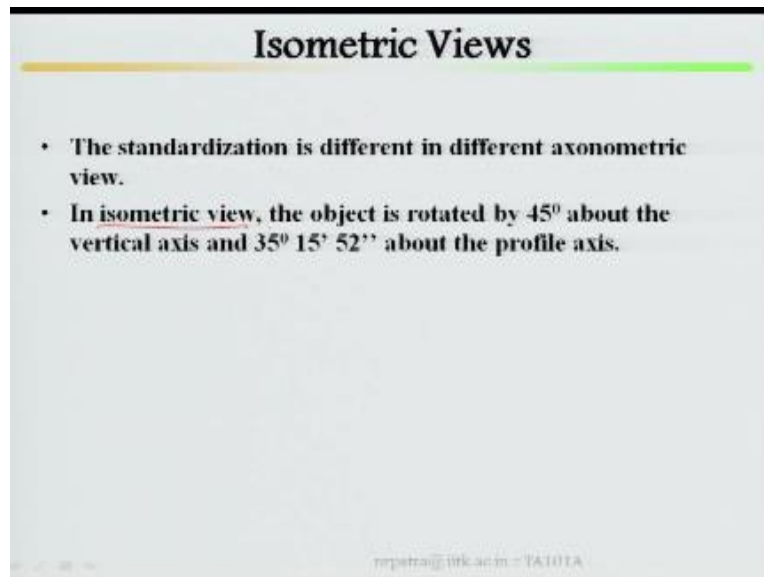 Isometric Views
• The standardization is different in different axonometric
view.
• In isometric view, the object is rotated by 45⁰ about the
vertical axis and 35⁰ 15’ 52’’ about the profile axis.
: TA101A